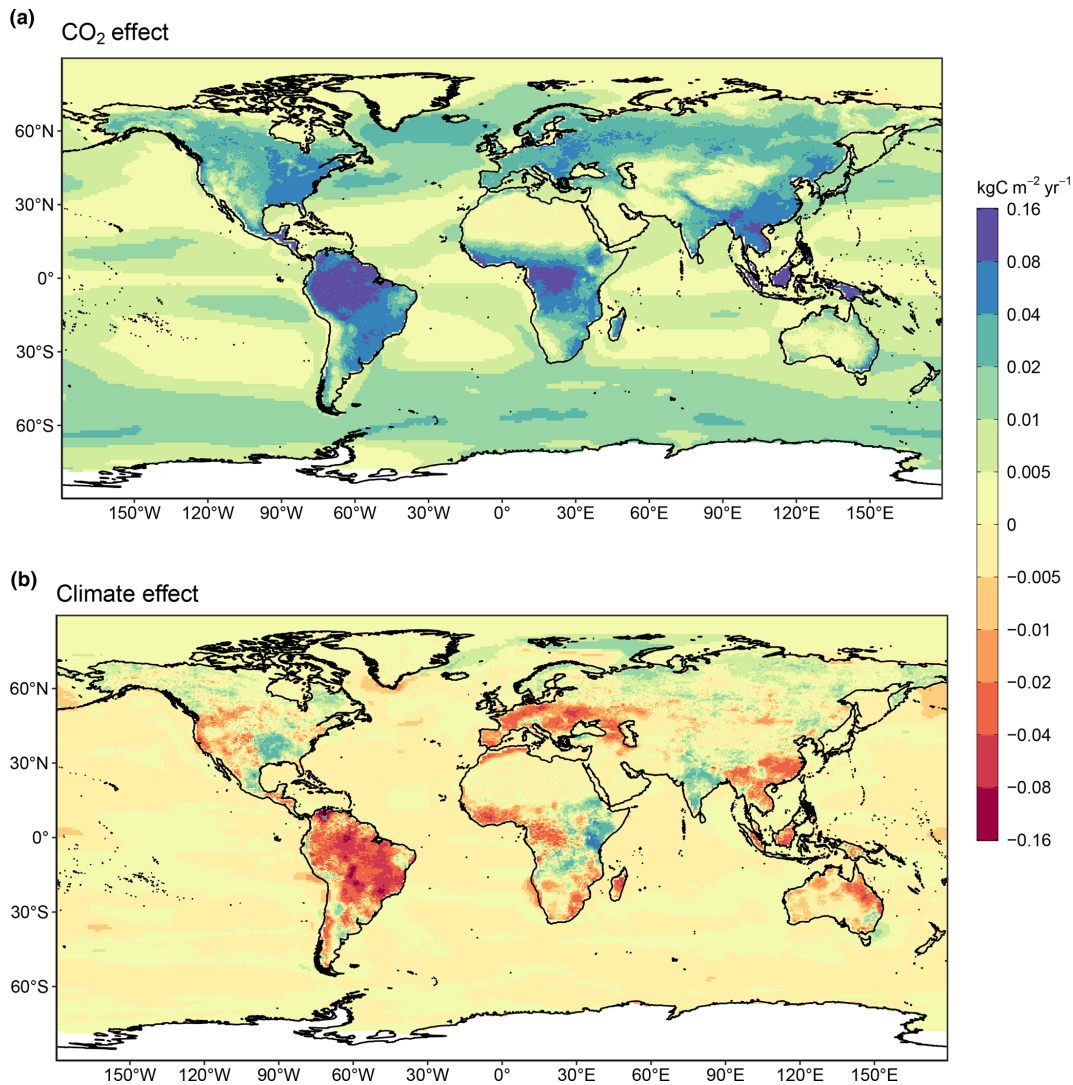 (a)
CO₂ effect
60°N
30°N
0°
30°S
60°S
150°W 120°W 90°W 60°W 30°W 0° 30°E 60°E 90°E 120°E 150°E
kgC m⁻² yr⁻¹
0.16
0.08
0.04
0.02
0.01
0.005
0
−0.005
−0.01
−0.02
−0.04
−0.08
−0.16
(b)
Climate effect
60°N
30°N
0°
30°S
60°S
150°W 120°W 90°W 60°W 30°W 0° 30°E 60°E 90°E 120°E 150°E